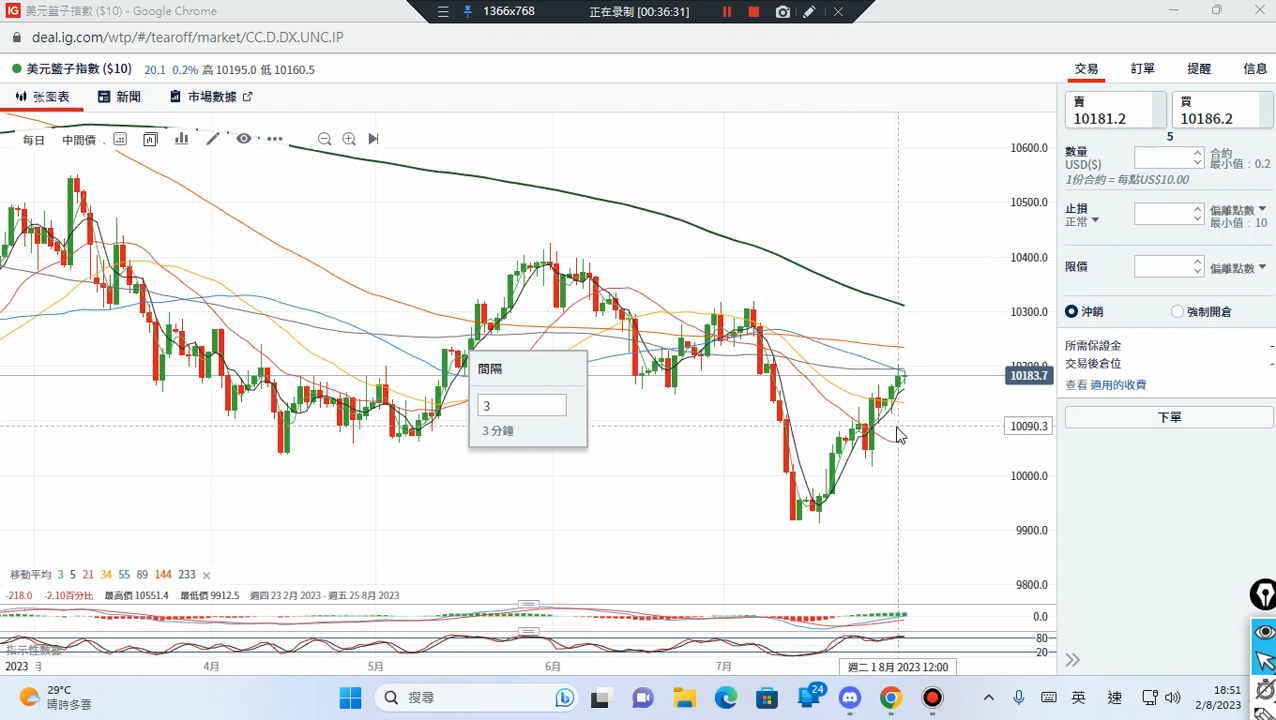 美元籃子指數 ($10) - Google Chrome
1366x768
正在录制 [00:36:31]
deal.ig.com/wtp/#/tearoff/market/CC.D.DX.UNC.IP
美元籃子指數 ($10) 20.1 0.2% 高 10195.0 低 10160.5
交易 訂單 提醒 信息
张图表 新聞 市場數據
賣 10181.2
買 10186.2
5
每日 中間價
數量 USD($) 合約 最小值 : 0.2
1份合約 = 每點US$10.00
止損 正常 偏離點數 最小值 : 10
限價 偏離點數
沖銷 強制開倉
所需保證金 --
交易後倉位 --
查看 適用的收費
下單
10600.0
10500.0
10400.0
10300.0
10200.0
10183.7
10090.3
10000.0
9900.0
9800.0
間隔
3
3 分鐘
移動平均 3 5 21 34 55 89 144 233
-218.0 -2.10百分比 最高價 10551.4 最低價 9912.5 週四 23 2月 2023 - 週五 25 8月 2023
0.0
80
20
指示性數據
2023 月 4月 5月 6月 7月 週二 1 8月 2023 12:00
29°C
晴時多雲
搜尋
24
英 速
18:51
2/8/2023